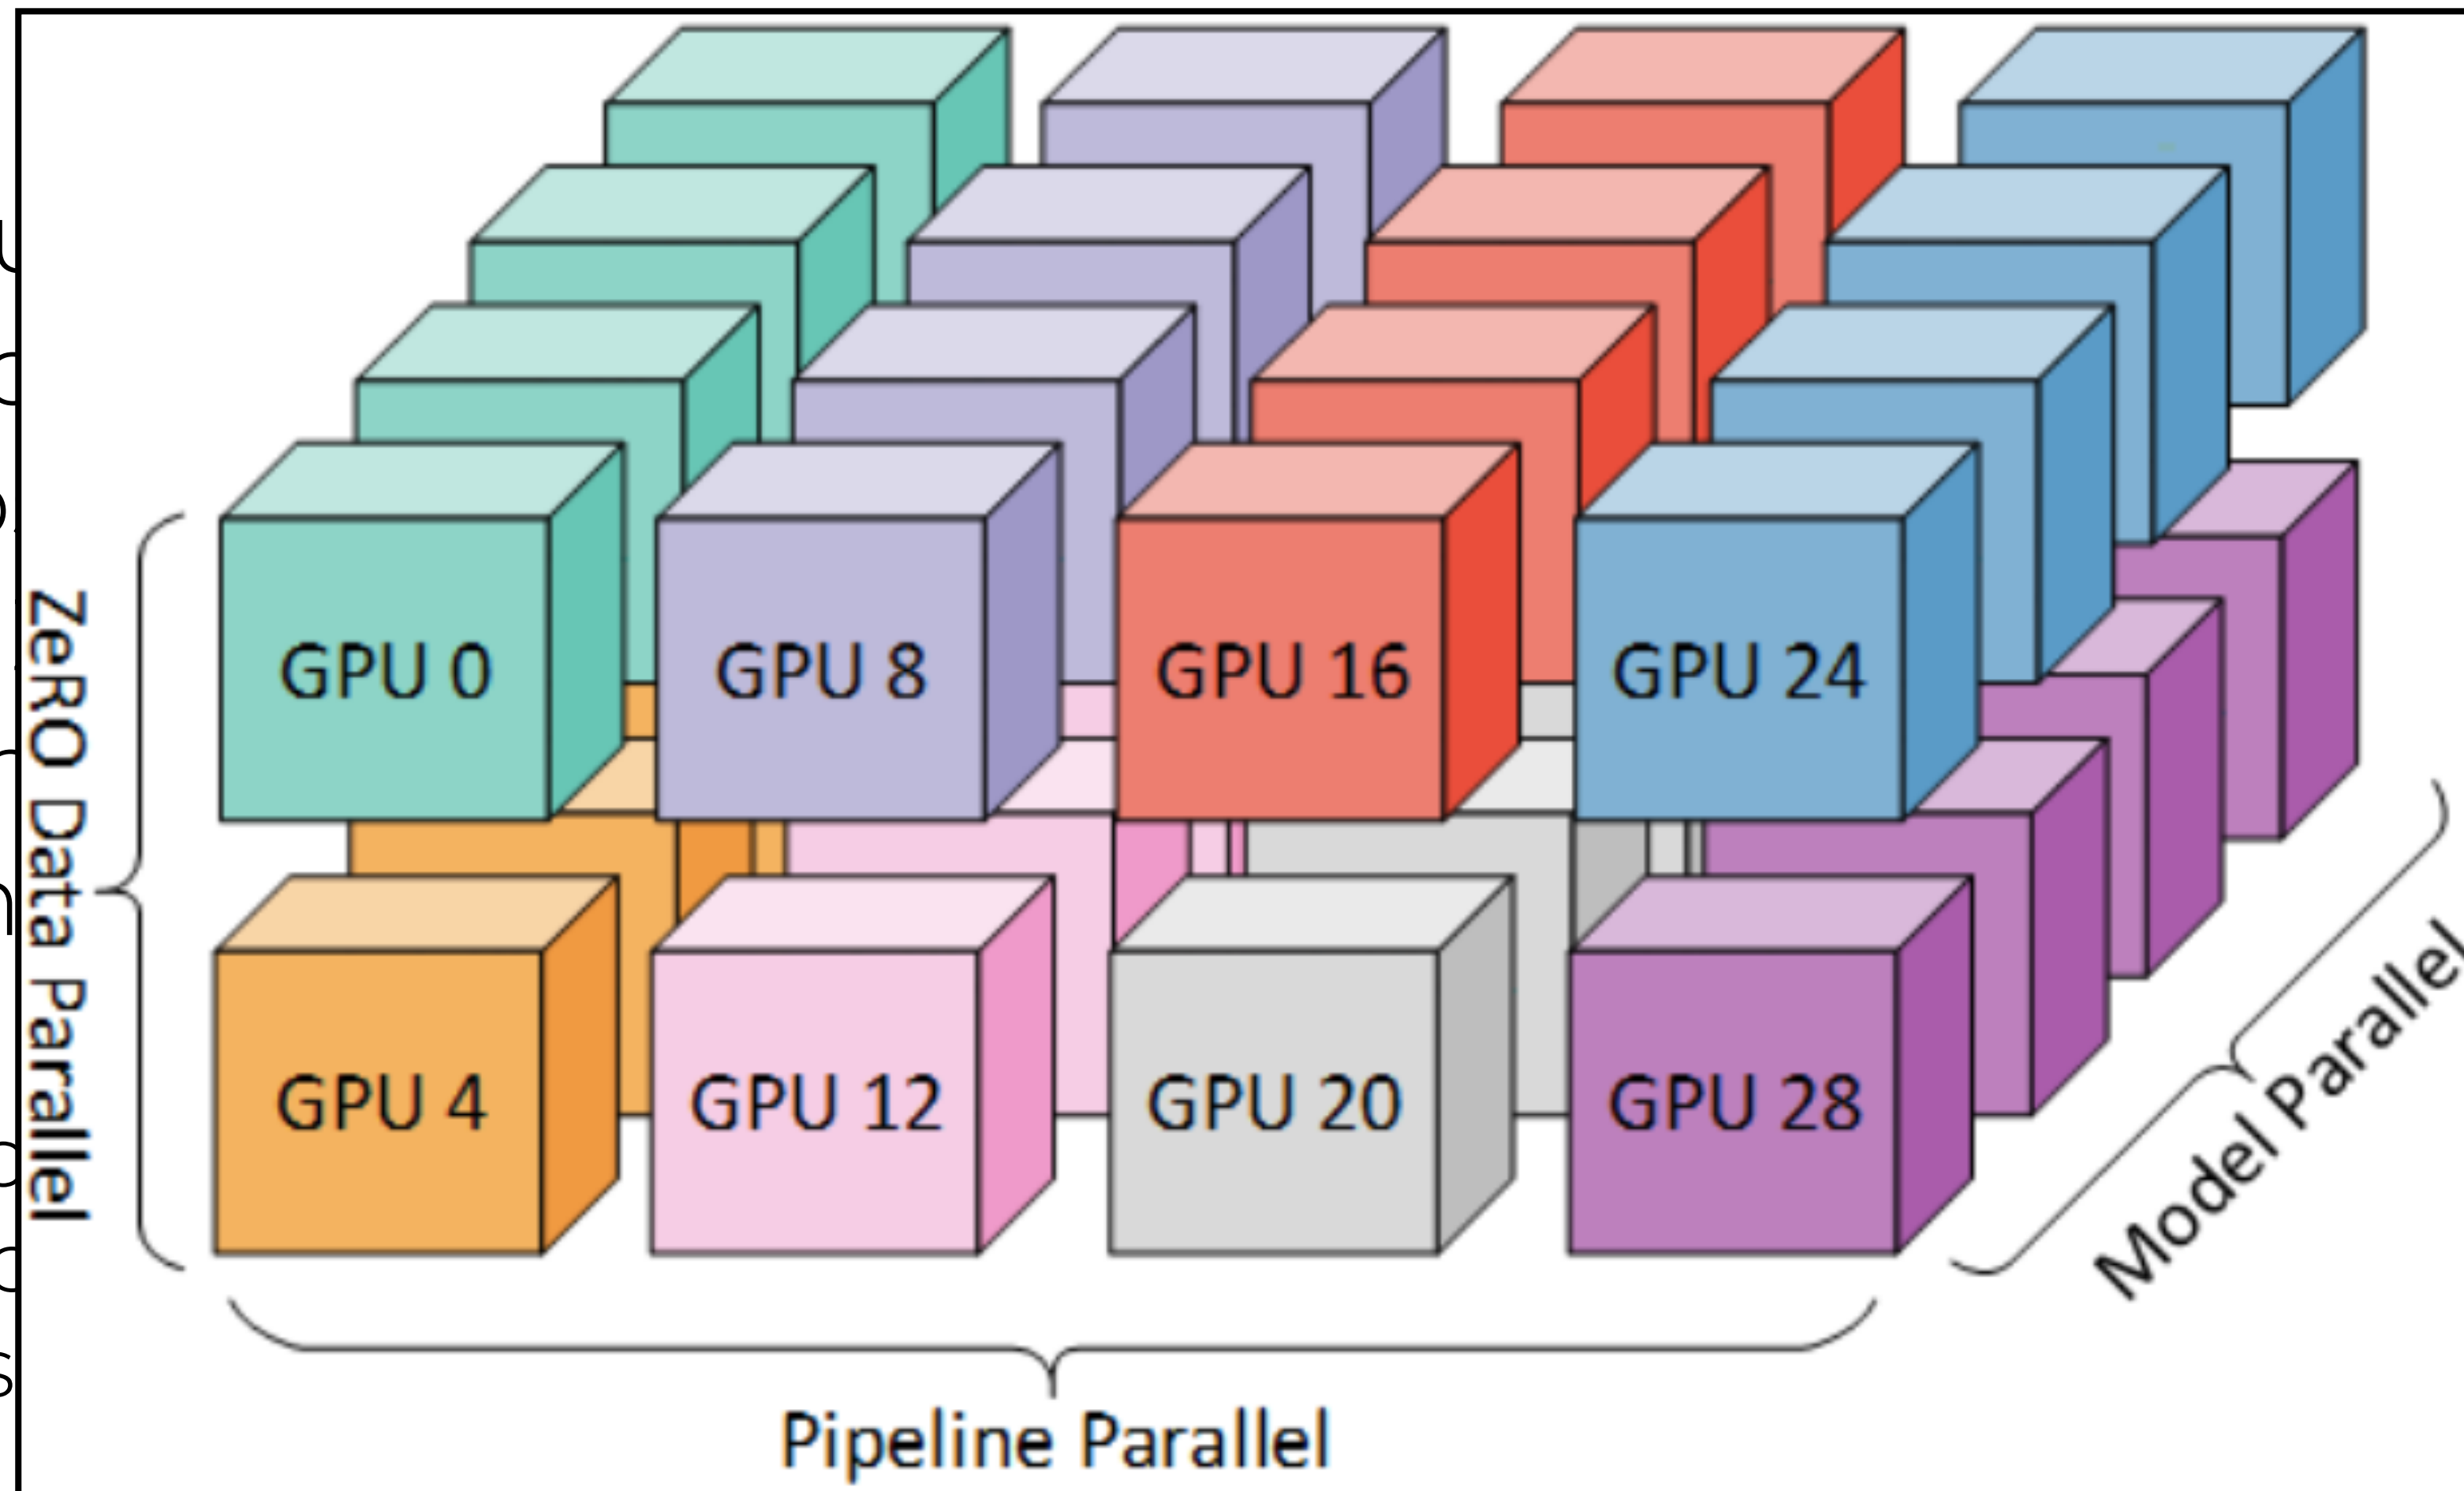 GPU 0
GPU 8
GPU 16
GPU 24
GPU 4
GPU 12
GPU 20
GPU 28
ZeRO Data Parallel
Model Parallel
Pipeline Parallel